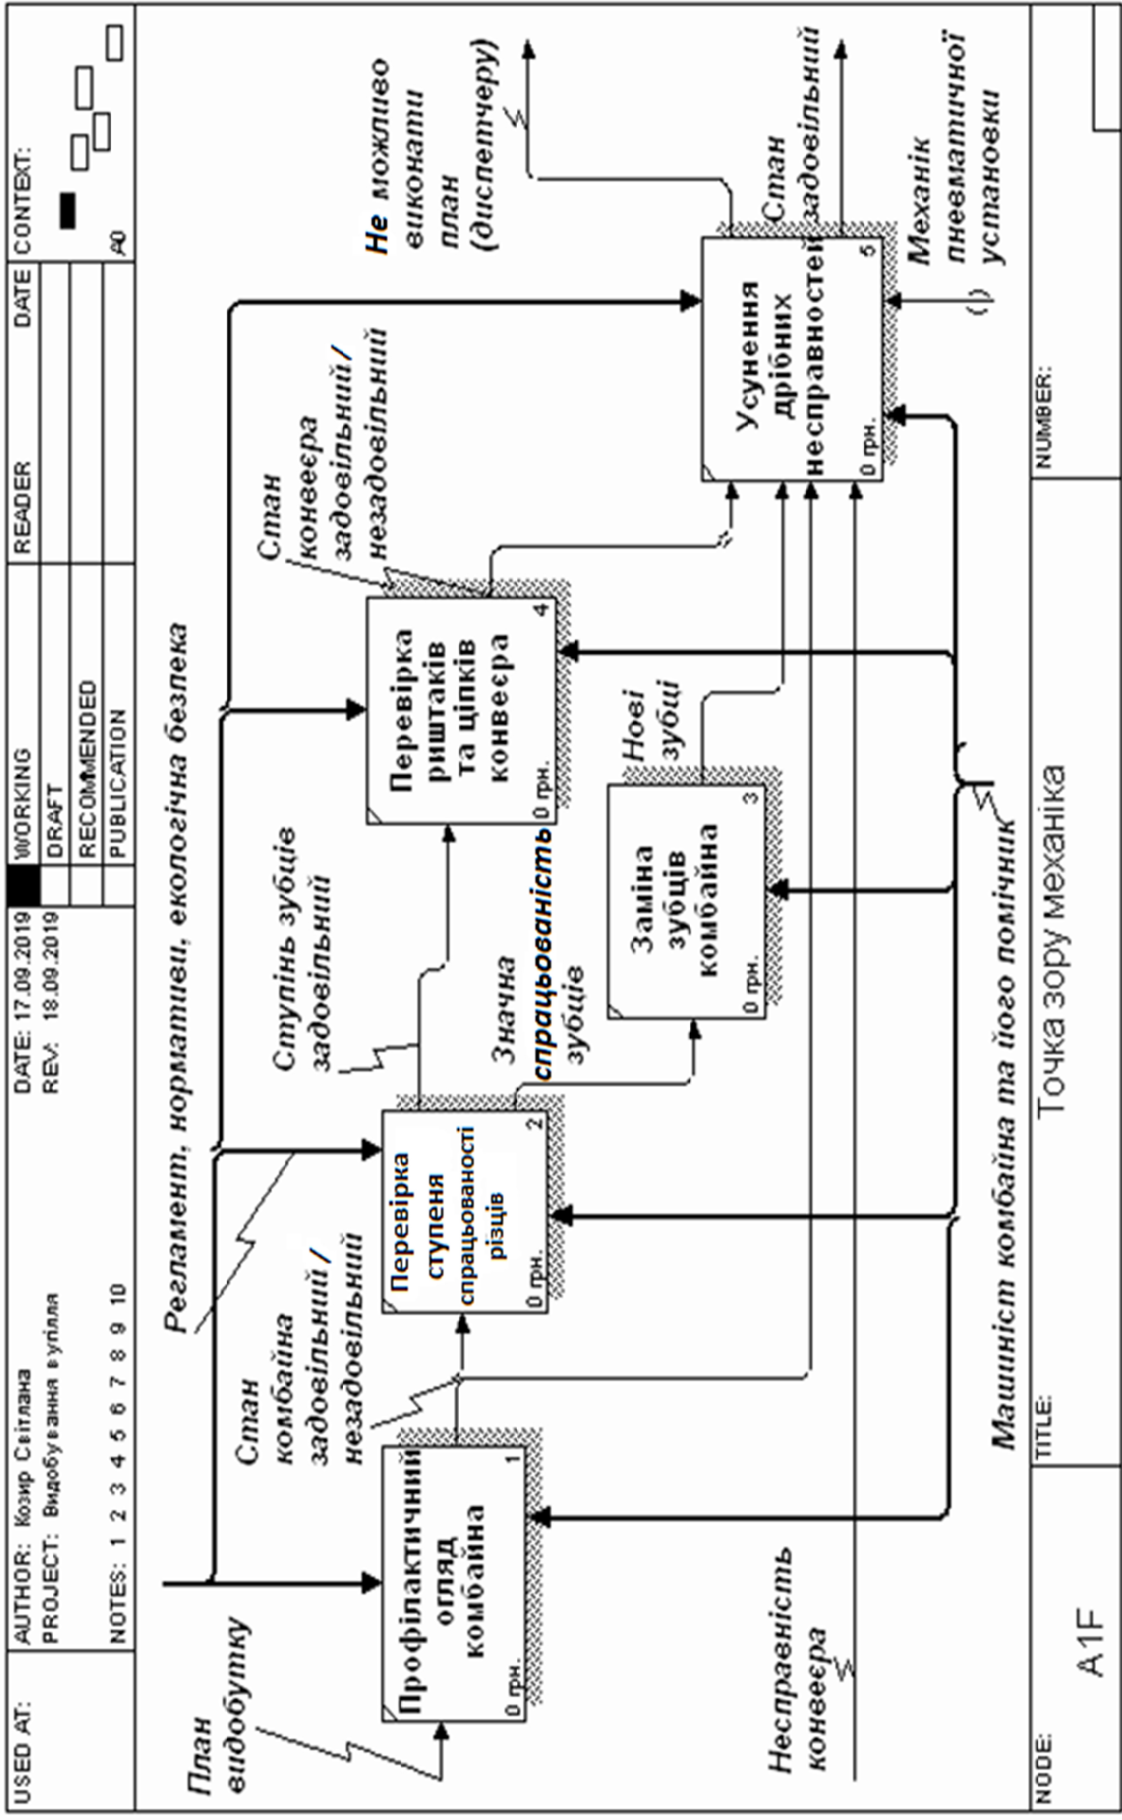 USED AT:
AUTHOR: Козир Світлана
PROJECT: Видобування вугілля
NOTES: 1 2 3 4 5 6 7 8 9 10
DATE: 17.09.2019
REV: 18.09.2019
WORKING
DRAFT
RECOMMENDED
PUBLICATION
READER
DATE
CONTEXT:
A0
План
видобутку
Регламент, нормативи, екологічна безпека
Профілактичний
огляд
комбайна
0 грн.
1
Стан
комбайна
задовільний /
незадовільний
Перевірка
ступеня
спрацьованості
різців
0 грн.
2
Ступінь зубців
задовільний
Значна
спрацьованість
зубців
Заміна
зубців
комбайна
0 грн.
3
Нові
зубці
Перевірка
риштаків
та ціпків
конвеєра
0 грн.
4
Стан
конвеєра
задовільний /
незадовільний
Усунення
дрібних
несправностей
0 грн.
5
Не можливо
виконати
план
(диспетчеру)
Стан
задовільний
Механік
пневматичної
установки
Несправність
конвеєра
Машиніст комбайна та його помічник
NODE:
A1F
TITLE:
Точка зору механіка
NUMBER: